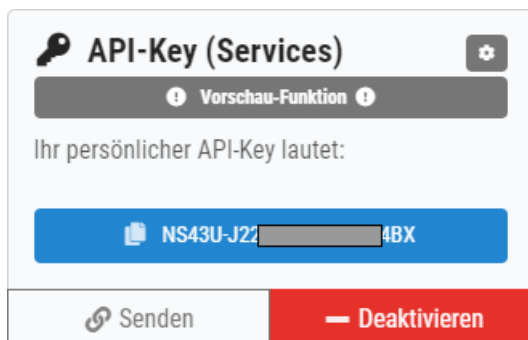 API-Key (Services)
Vorschau-Funktion
Ihr persönlicher API-Key lautet:
NS43U-J22 4BX
Senden
Deaktivieren